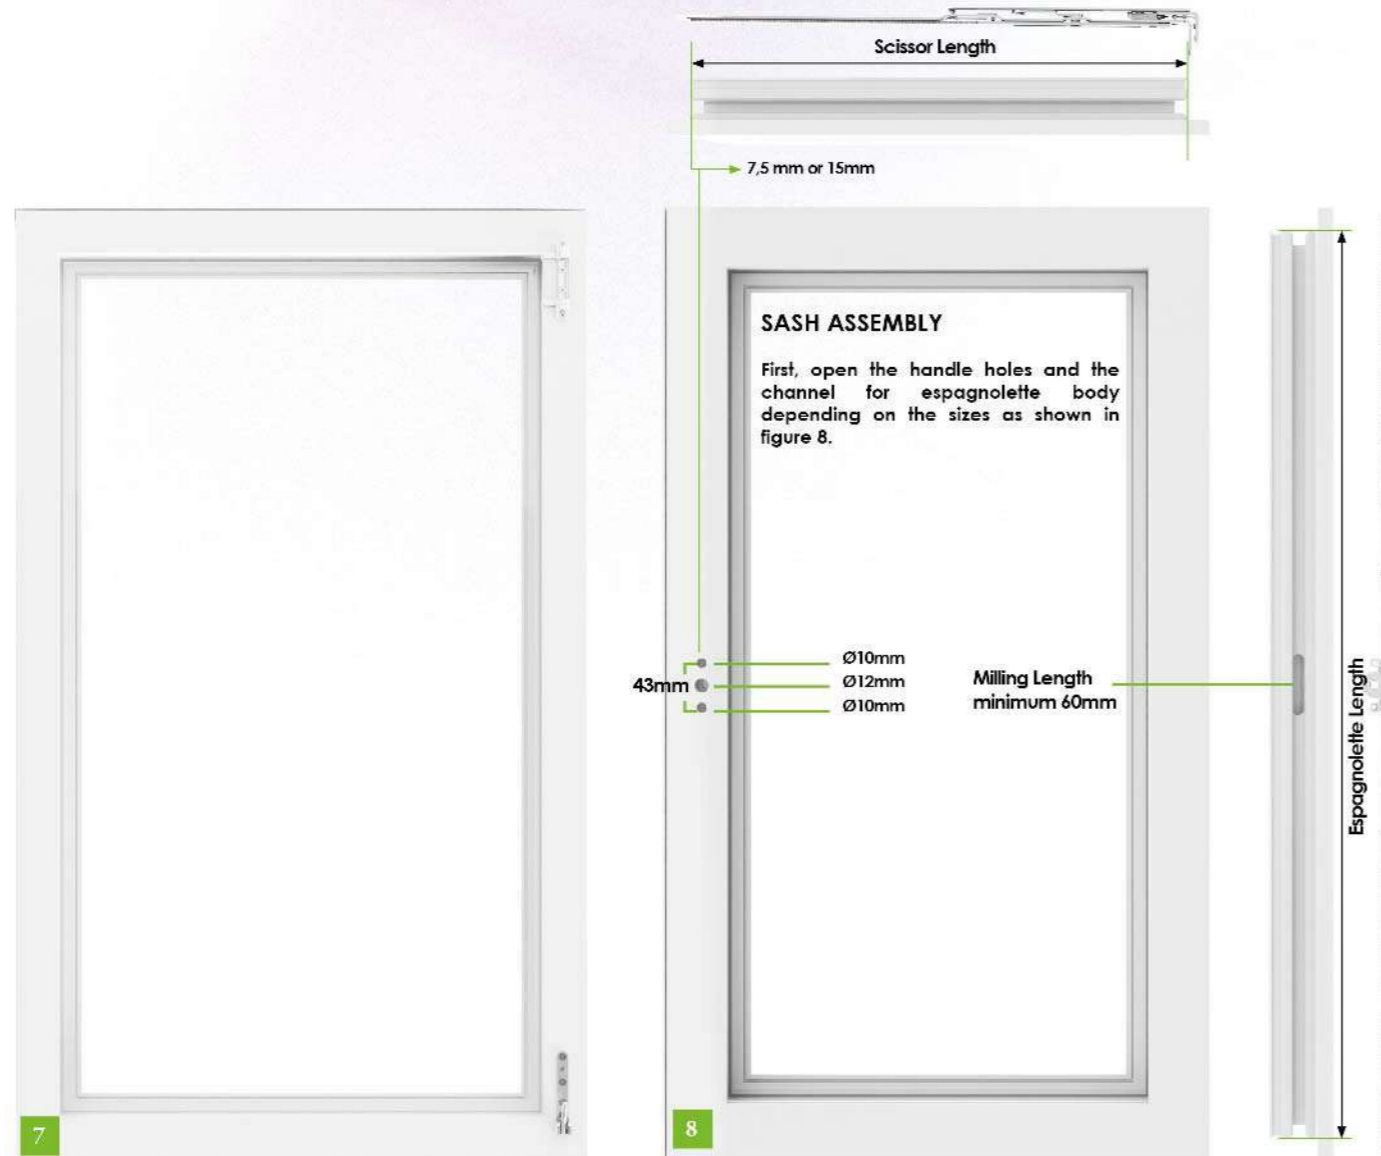 Scissor Length
7,5 mm or 15mm
SASH ASSEMBLY
First, open the handle holes and the
channel for espagnolette body
depending on the sizes as shown in
figure 8.
Ø10mm
43mm
Ø12mm
Ø10mm
Milling Length
minimum 60mm
Espagnolette Length
7
8